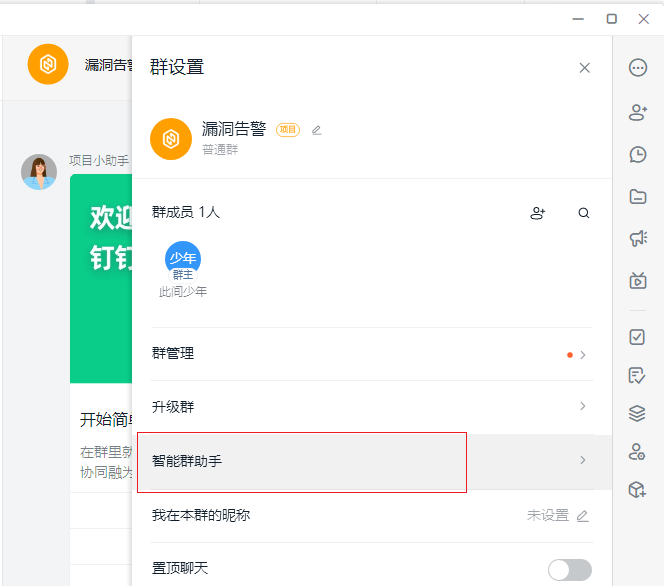 漏洞告警
群设置
漏洞告警 项目
普通群
项目小助手
欢迎
钉钉
群成员 1人
少年
群主
此间少年
群管理
升级群
开始简单
在群里就
协同融为
智能群助手
我在本群的昵称 未设置
置顶聊天